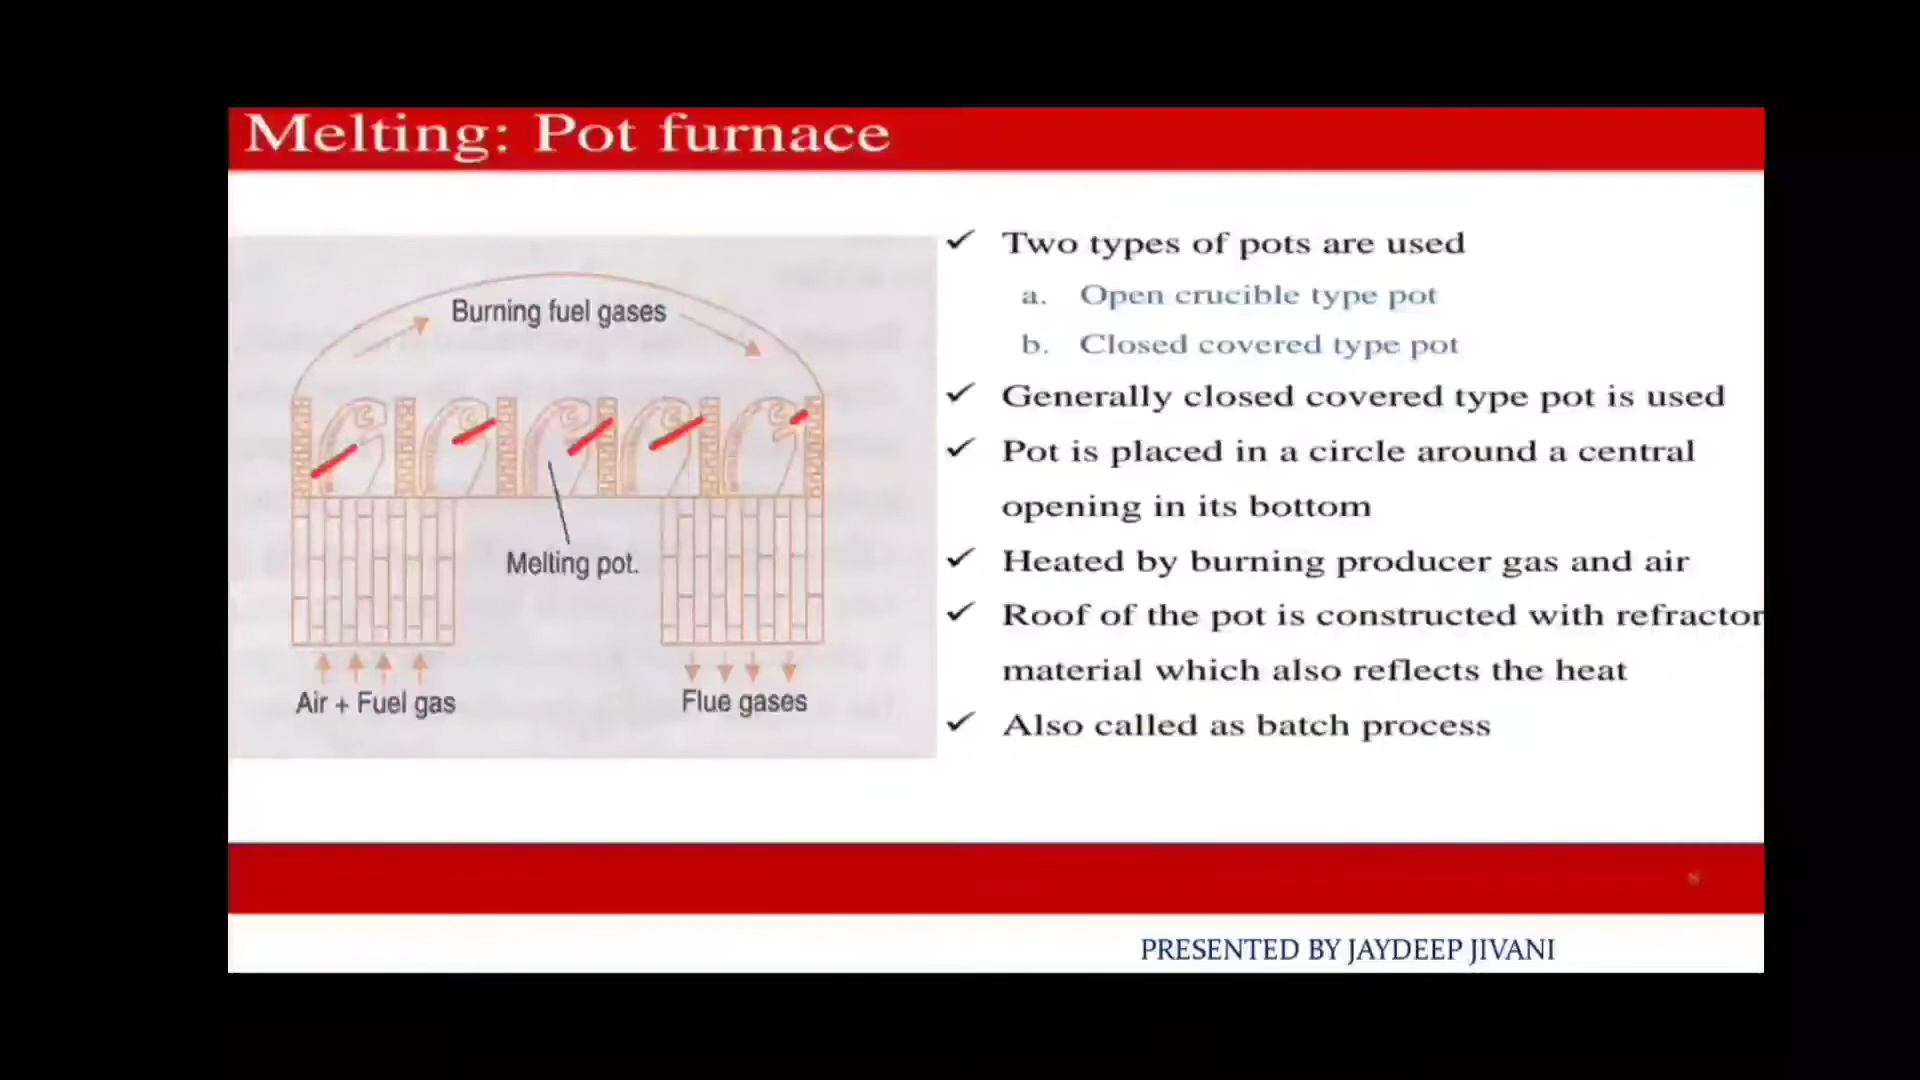 Melting: Pot furnace
Burning fuel gases
Melting pot.
Air + Fuel gas
Flue gases
✓ Two types of pots are used
a. Open crucible type pot
b. Closed covered type pot
✓ Generally closed covered type pot is used
✓ Pot is placed in a circle around a central
opening in its bottom
✓ Heated by burning producer gas and air
✓ Roof of the pot is constructed with refractor
material which also reflects the heat
✓ Also called as batch process
PRESENTED BY JAYDEEP JIVANI